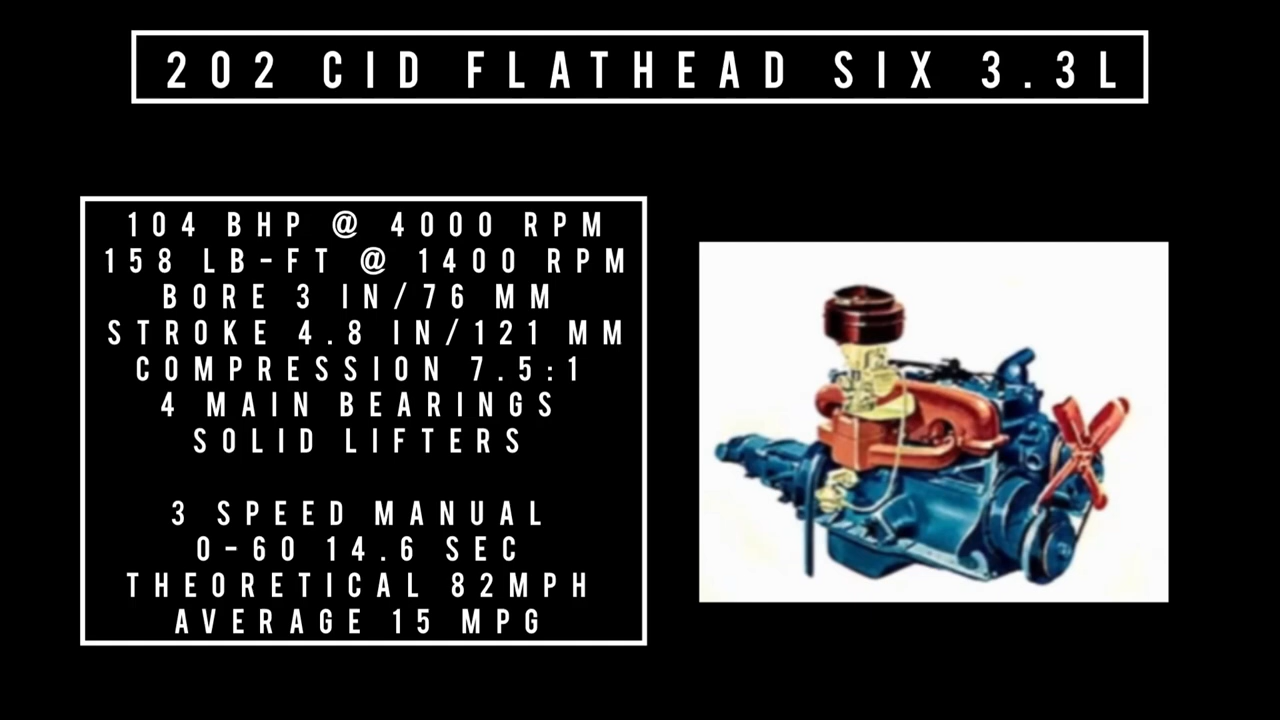 202 CID FLATHEAD SIX 3.3L
104 BHP @ 4000 RPM
158 LB-FT @ 1400 RPM
BORE 3 IN/76 MM
STROKE 4.8 IN/121 MM
COMPRESSION 7.5:1
4 MAIN BEARINGS
SOLID LIFTERS
3 SPEED MANUAL
0-60 14.6 SEC
THEORETICAL 82MPH
AVERAGE 15 MPG